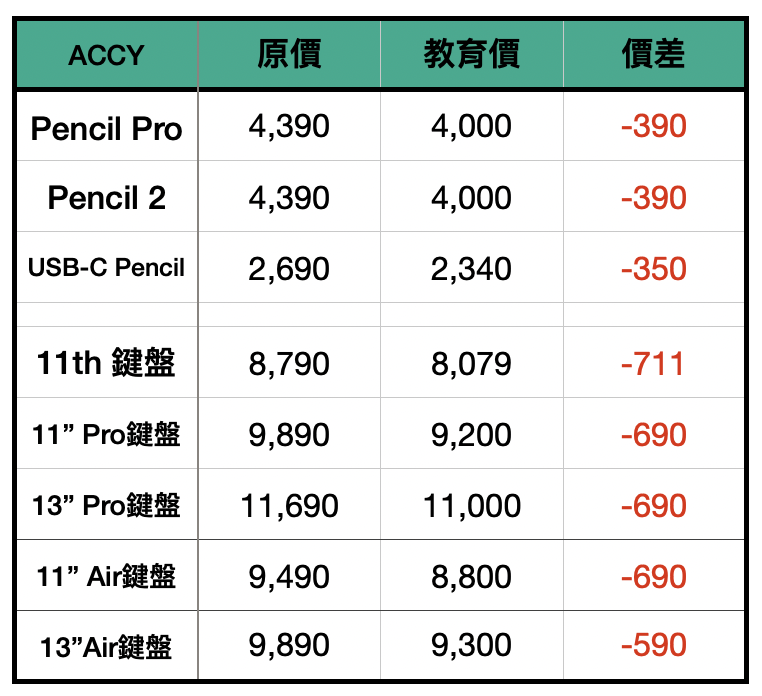 ACCY 原價 教育價 價差
Pencil Pro 4,390 4,000 -390
Pencil 2 4,390 4,000 -390
USB-C Pencil 2,690 2,340 -350
11th 鍵盤 8,790 8,079 -711
11” Pro鍵盤 9,890 9,200 -690
13” Pro鍵盤 11,690 11,000 -690
11” Air鍵盤 9,490 8,800 -690
13”Air鍵盤 9,890 9,300 -590